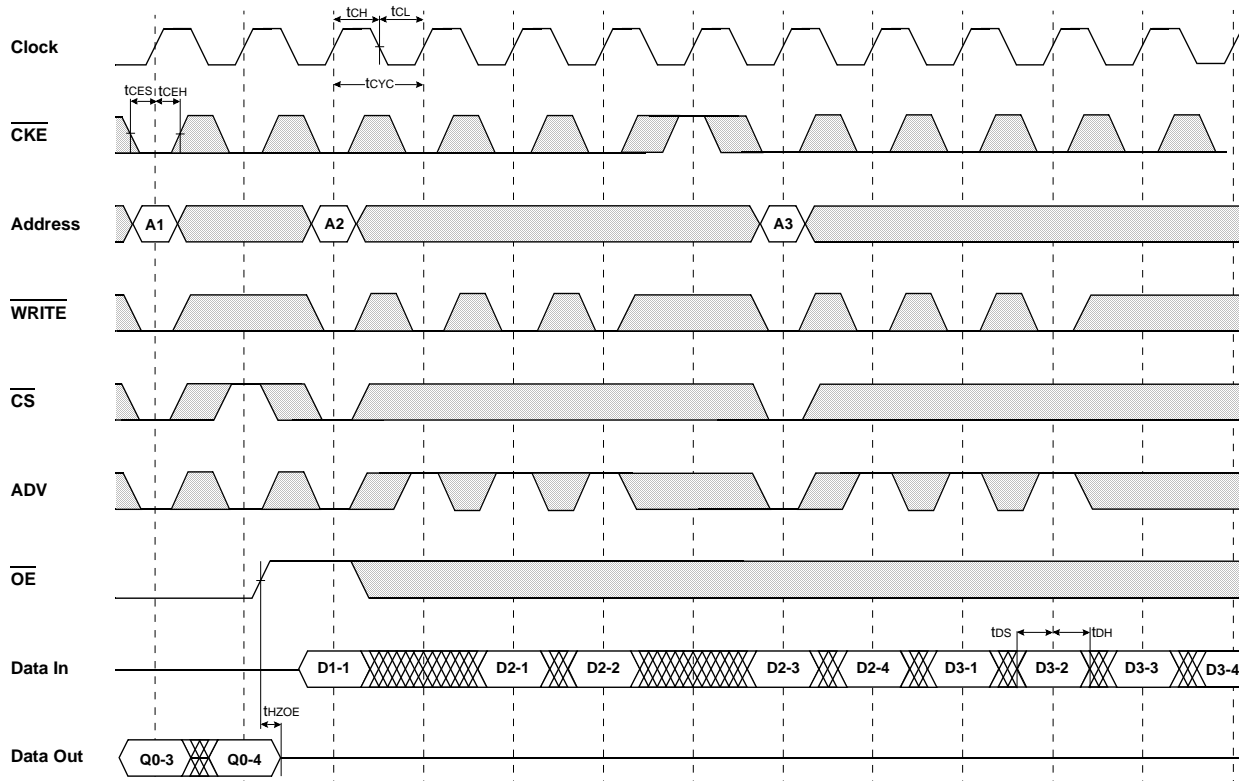 tCH tCL
Clock
tCYC
tCES tCEH
CKE
Address A1 A2 A3
WRITE
CS
ADV
OE
tDS tDH
Data In D1-1 D2-1 D2-2 D2-3 D2-4 D3-1 D3-2 D3-3 D3-4
tHZOE
Data Out Q0-3 Q0-4